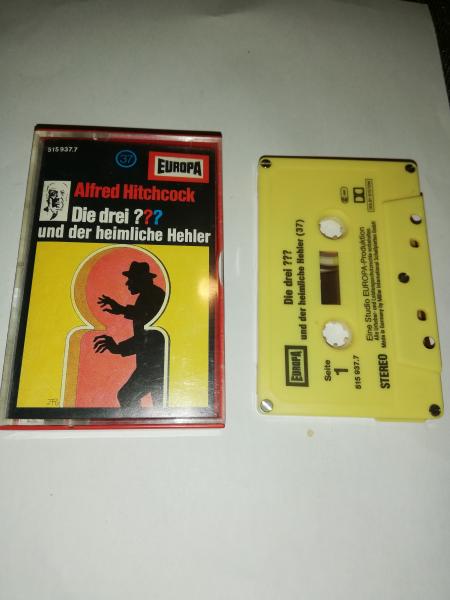 515 937.7
37
EUROPA
Alfred Hitchcock
Die drei ???
und der heimliche Hehler
JFR
Die drei ???
und der heimliche Hehler (37)
EUROPA
Seite
1
515 937.7
STEREO
Eine Studio EUROPA-Produktion